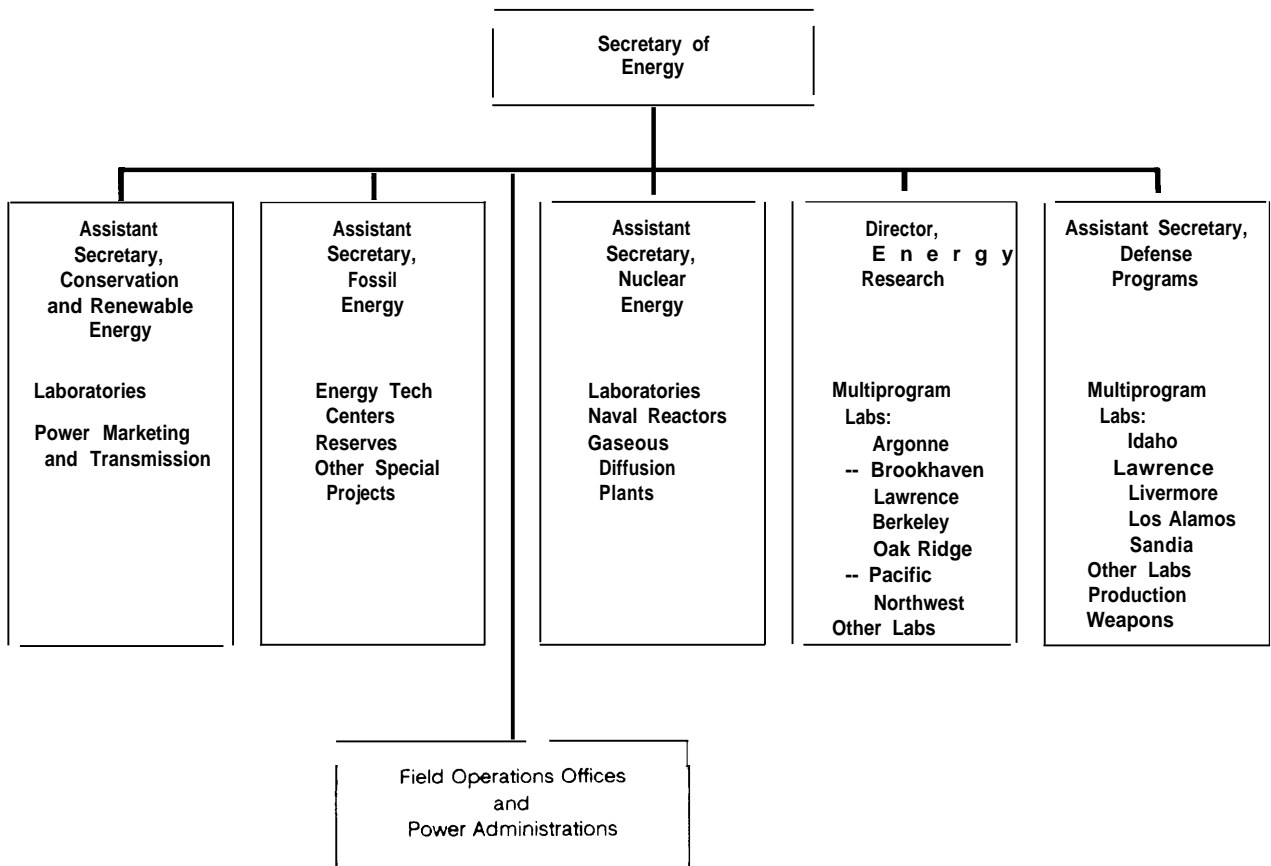 Secretary of
Energy
Assistant
Secretary,
Conservation
and Renewable
Energy
Laboratories
Power Marketing
and Transmission
Assistant
Secretary,
Fossil
Energy
Energy Tech
Centers
Reserves
Other Special
Projects
Assistant
Secretary,
Nuclear
Energy
Laboratories
Naval Reactors
Gaseous
Diffusion
Plants
Director,
E n e r g y
Research
Multiprogram
Labs:
Argonne
-- Brookhaven
Lawrence
Berkeley
Oak Ridge
-- Pacific
Northwest
Other Labs
Assistant Secretary,
Defense
Programs
Multiprogram
Labs:
Idaho
Lawrence
Livermore
Los Alamos
Sandia
Other Labs
Production
Weapons
Field Operations Offices
and
Power Administrations